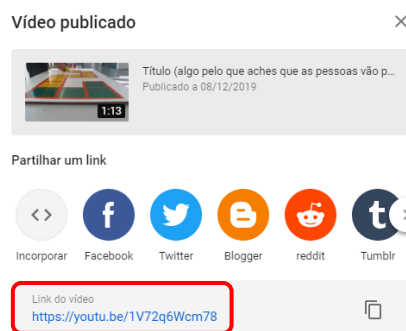 Vídeo publicado
Título (algo pelo que aches que as pessoas vão p...
Publicado a 08/12/2019
1:13
Partilhar um link
Incorporar Facebook Twitter Blogger reddit Tumblr
Link do vídeo
https://youtu.be/1V72q6Wcm78